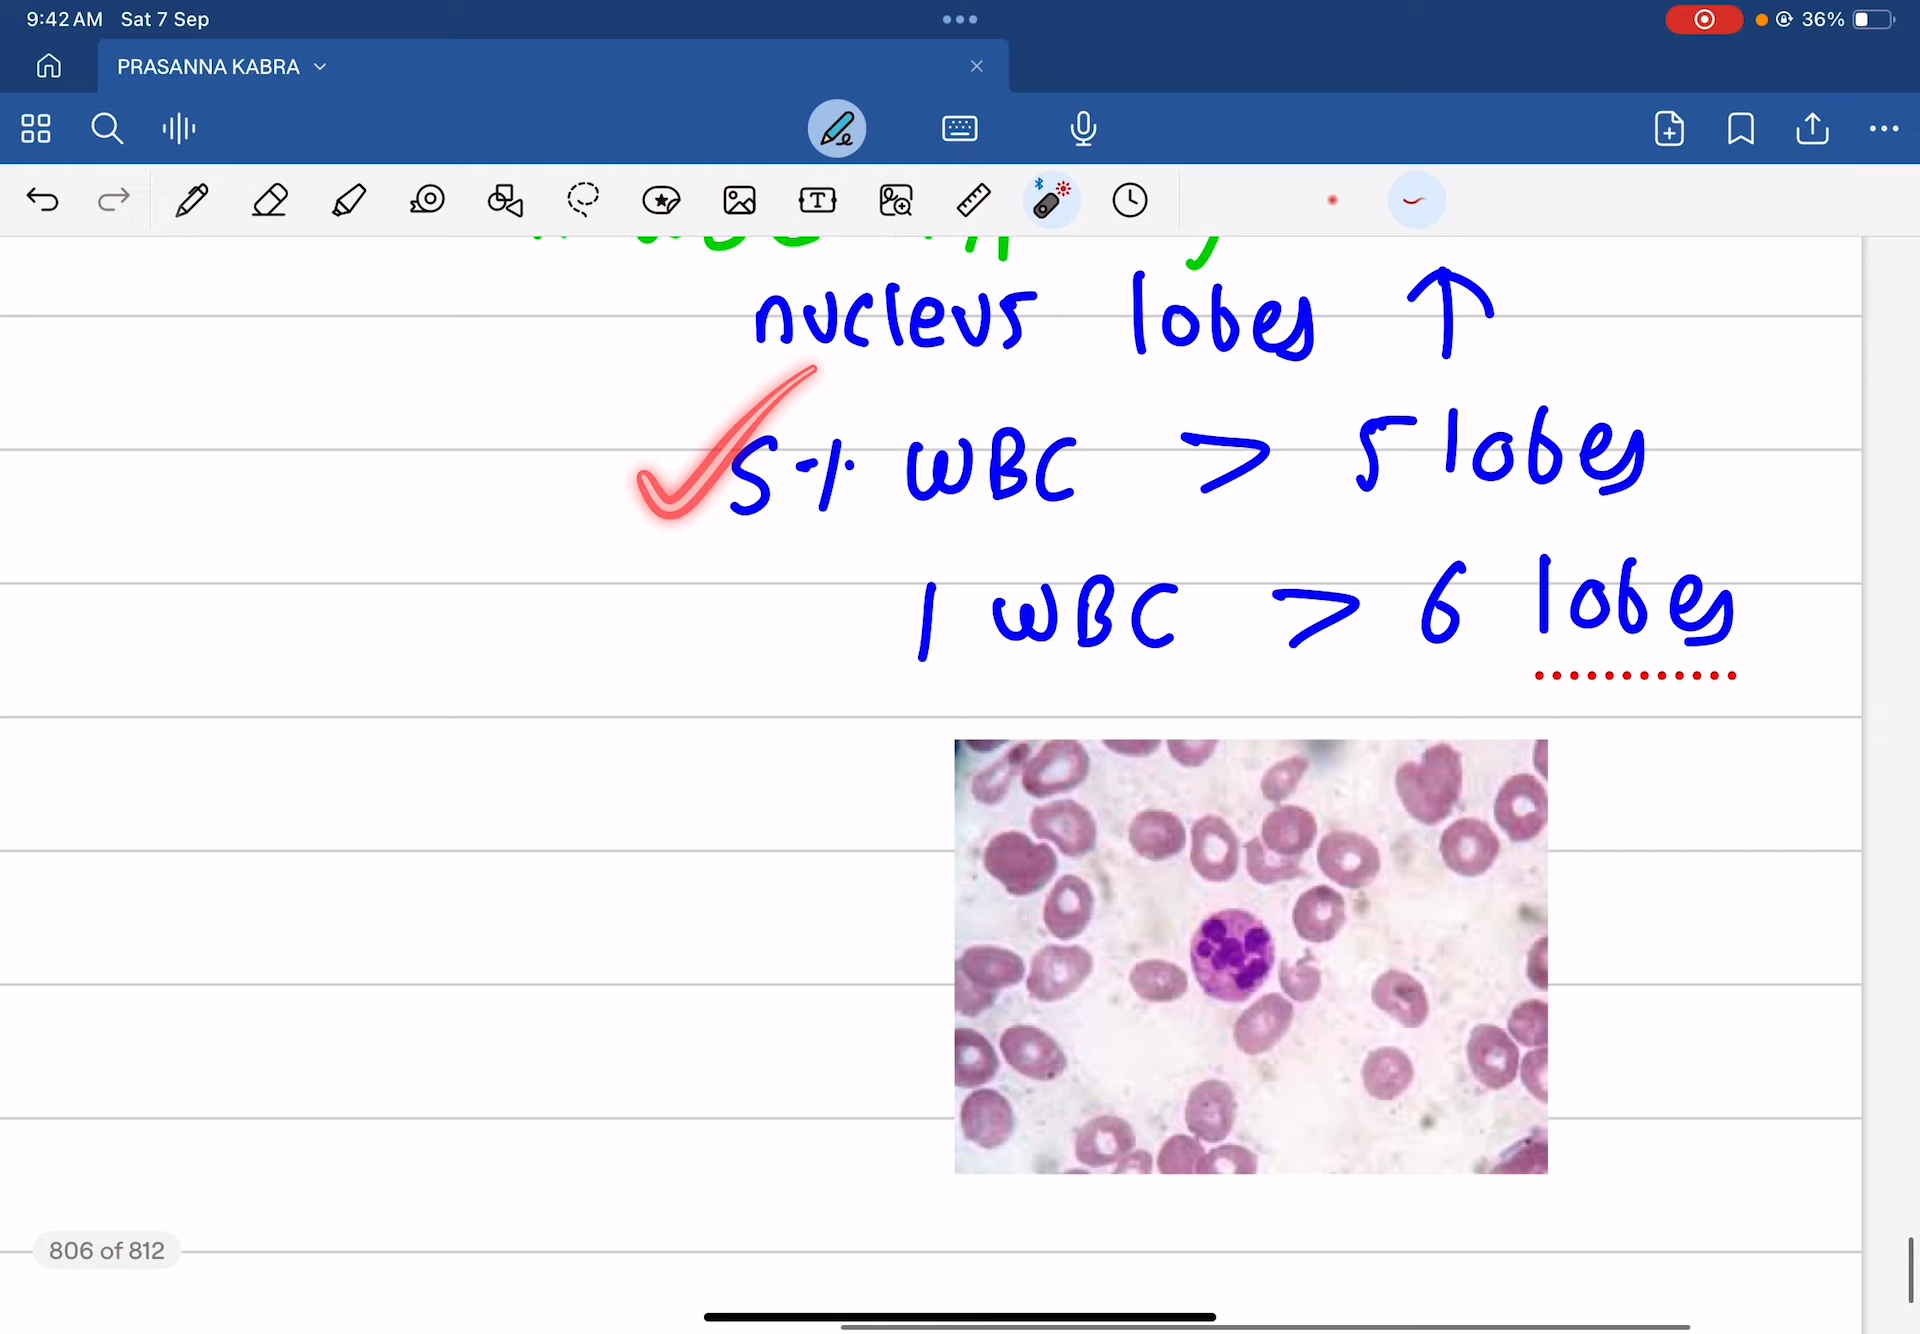 9:42 AM Sat 7 Sep
36%
PRASANNA KABRA
nucleus lobes ↑
5% WBC > 5 lobes
1 WBC > 6 lobes
806 of 812